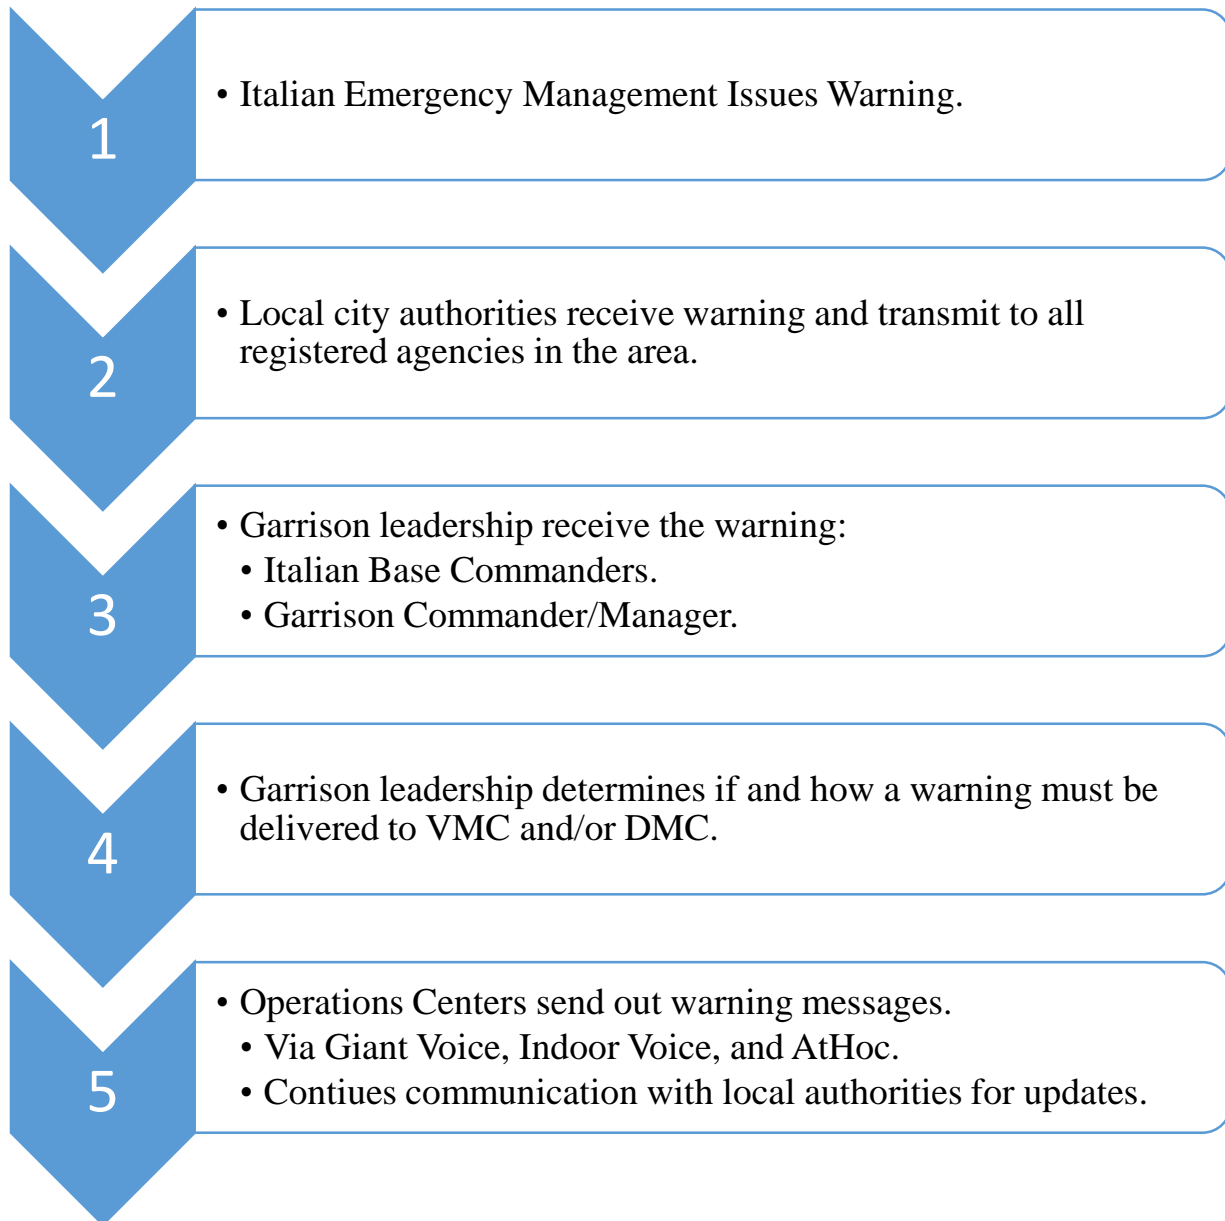 1
• Italian Emergency Management Issues Warning.
2
• Local city authorities receive warning and transmit to all
registered agencies in the area.
3
• Garrison leadership receive the warning:
• Italian Base Commanders.
• Garrison Commander/Manager.
4
• Garrison leadership determines if and how a warning must be
delivered to VMC and/or DMC.
5
• Operations Centers send out warning messages.
• Via Giant Voice, Indoor Voice, and AtHoc.
• Contiues communication with local authorities for updates.